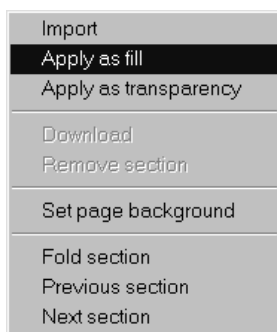 Import
Apply as fill
Apply as transparency
Download
Remove section
Set page background
Fold section
Previous section
Next section